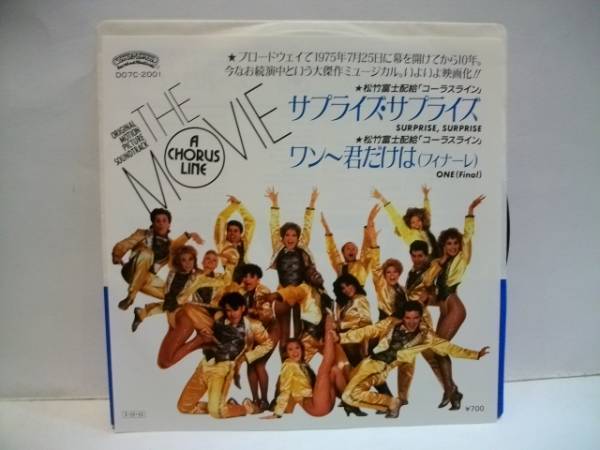 D07C-2001
★ブロードウェイで1975年7月25日に幕を開けてから10年。
今なお続演中という大傑作ミュージカル。いよいよ映画化!!
ORIGINAL
MOTION
PICTURE
SOUNDTRACK
THE
MOVIE
A
CHORUS
LINE
★松竹富士配給「コーラスライン」
サプライズ・サプライズ
SURPRISE, SURPRISE
★松竹富士配給「コーラスライン」
ワン〜君だけは(フィナーレ)
ONE (Final)
¥700